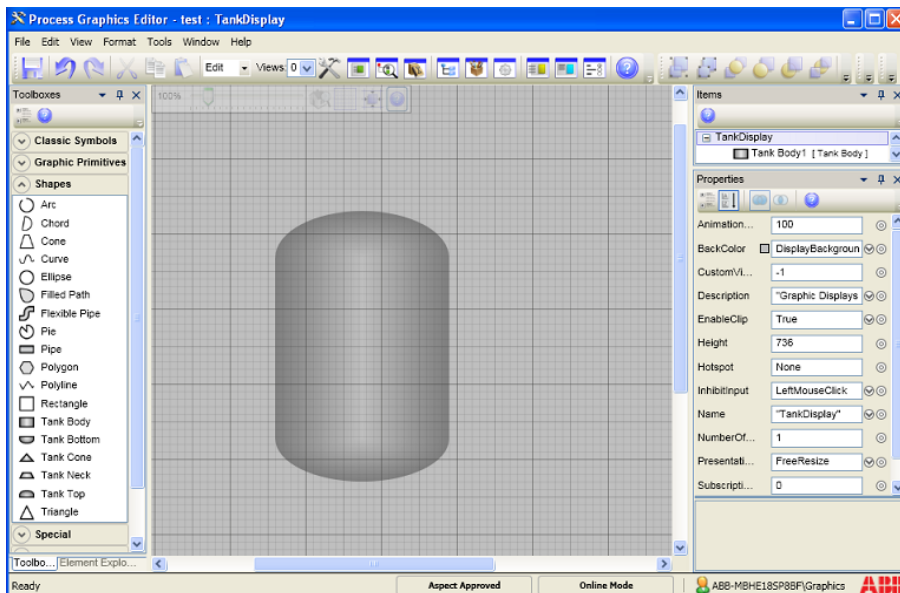 Process Graphics Editor - test : TankDisplay
File Edit View Format Tools Window Help
Edit Views: 0
Toolboxes
Classic Symbols
Graphic Primitives
Shapes
Arc
Chord
Cone
Curve
Ellipse
Filled Path
Flexible Pipe
Pie
Pipe
Polygon
Polyline
Rectangle
Tank Body
Tank Bottom
Tank Cone
Tank Neck
Tank Top
Triangle
Special
Toolbo... Element Explo...
100%
Items
TankDisplay
Tank Body1 [ Tank Body ]
Properties
Animation... 100
BackColor DisplayBackgroun
CustomVi... -1
Description "Graphic Displays
EnableClip True
Height 736
Hotspot None
InhibitInput LeftMouseClick
Name "TankDisplay"
NumberOf... 1
Presentati... FreeResize
Subscripti... 0
Ready Aspect Approved Online Mode ABB-MBHE18SP8BF\Graphics ABB